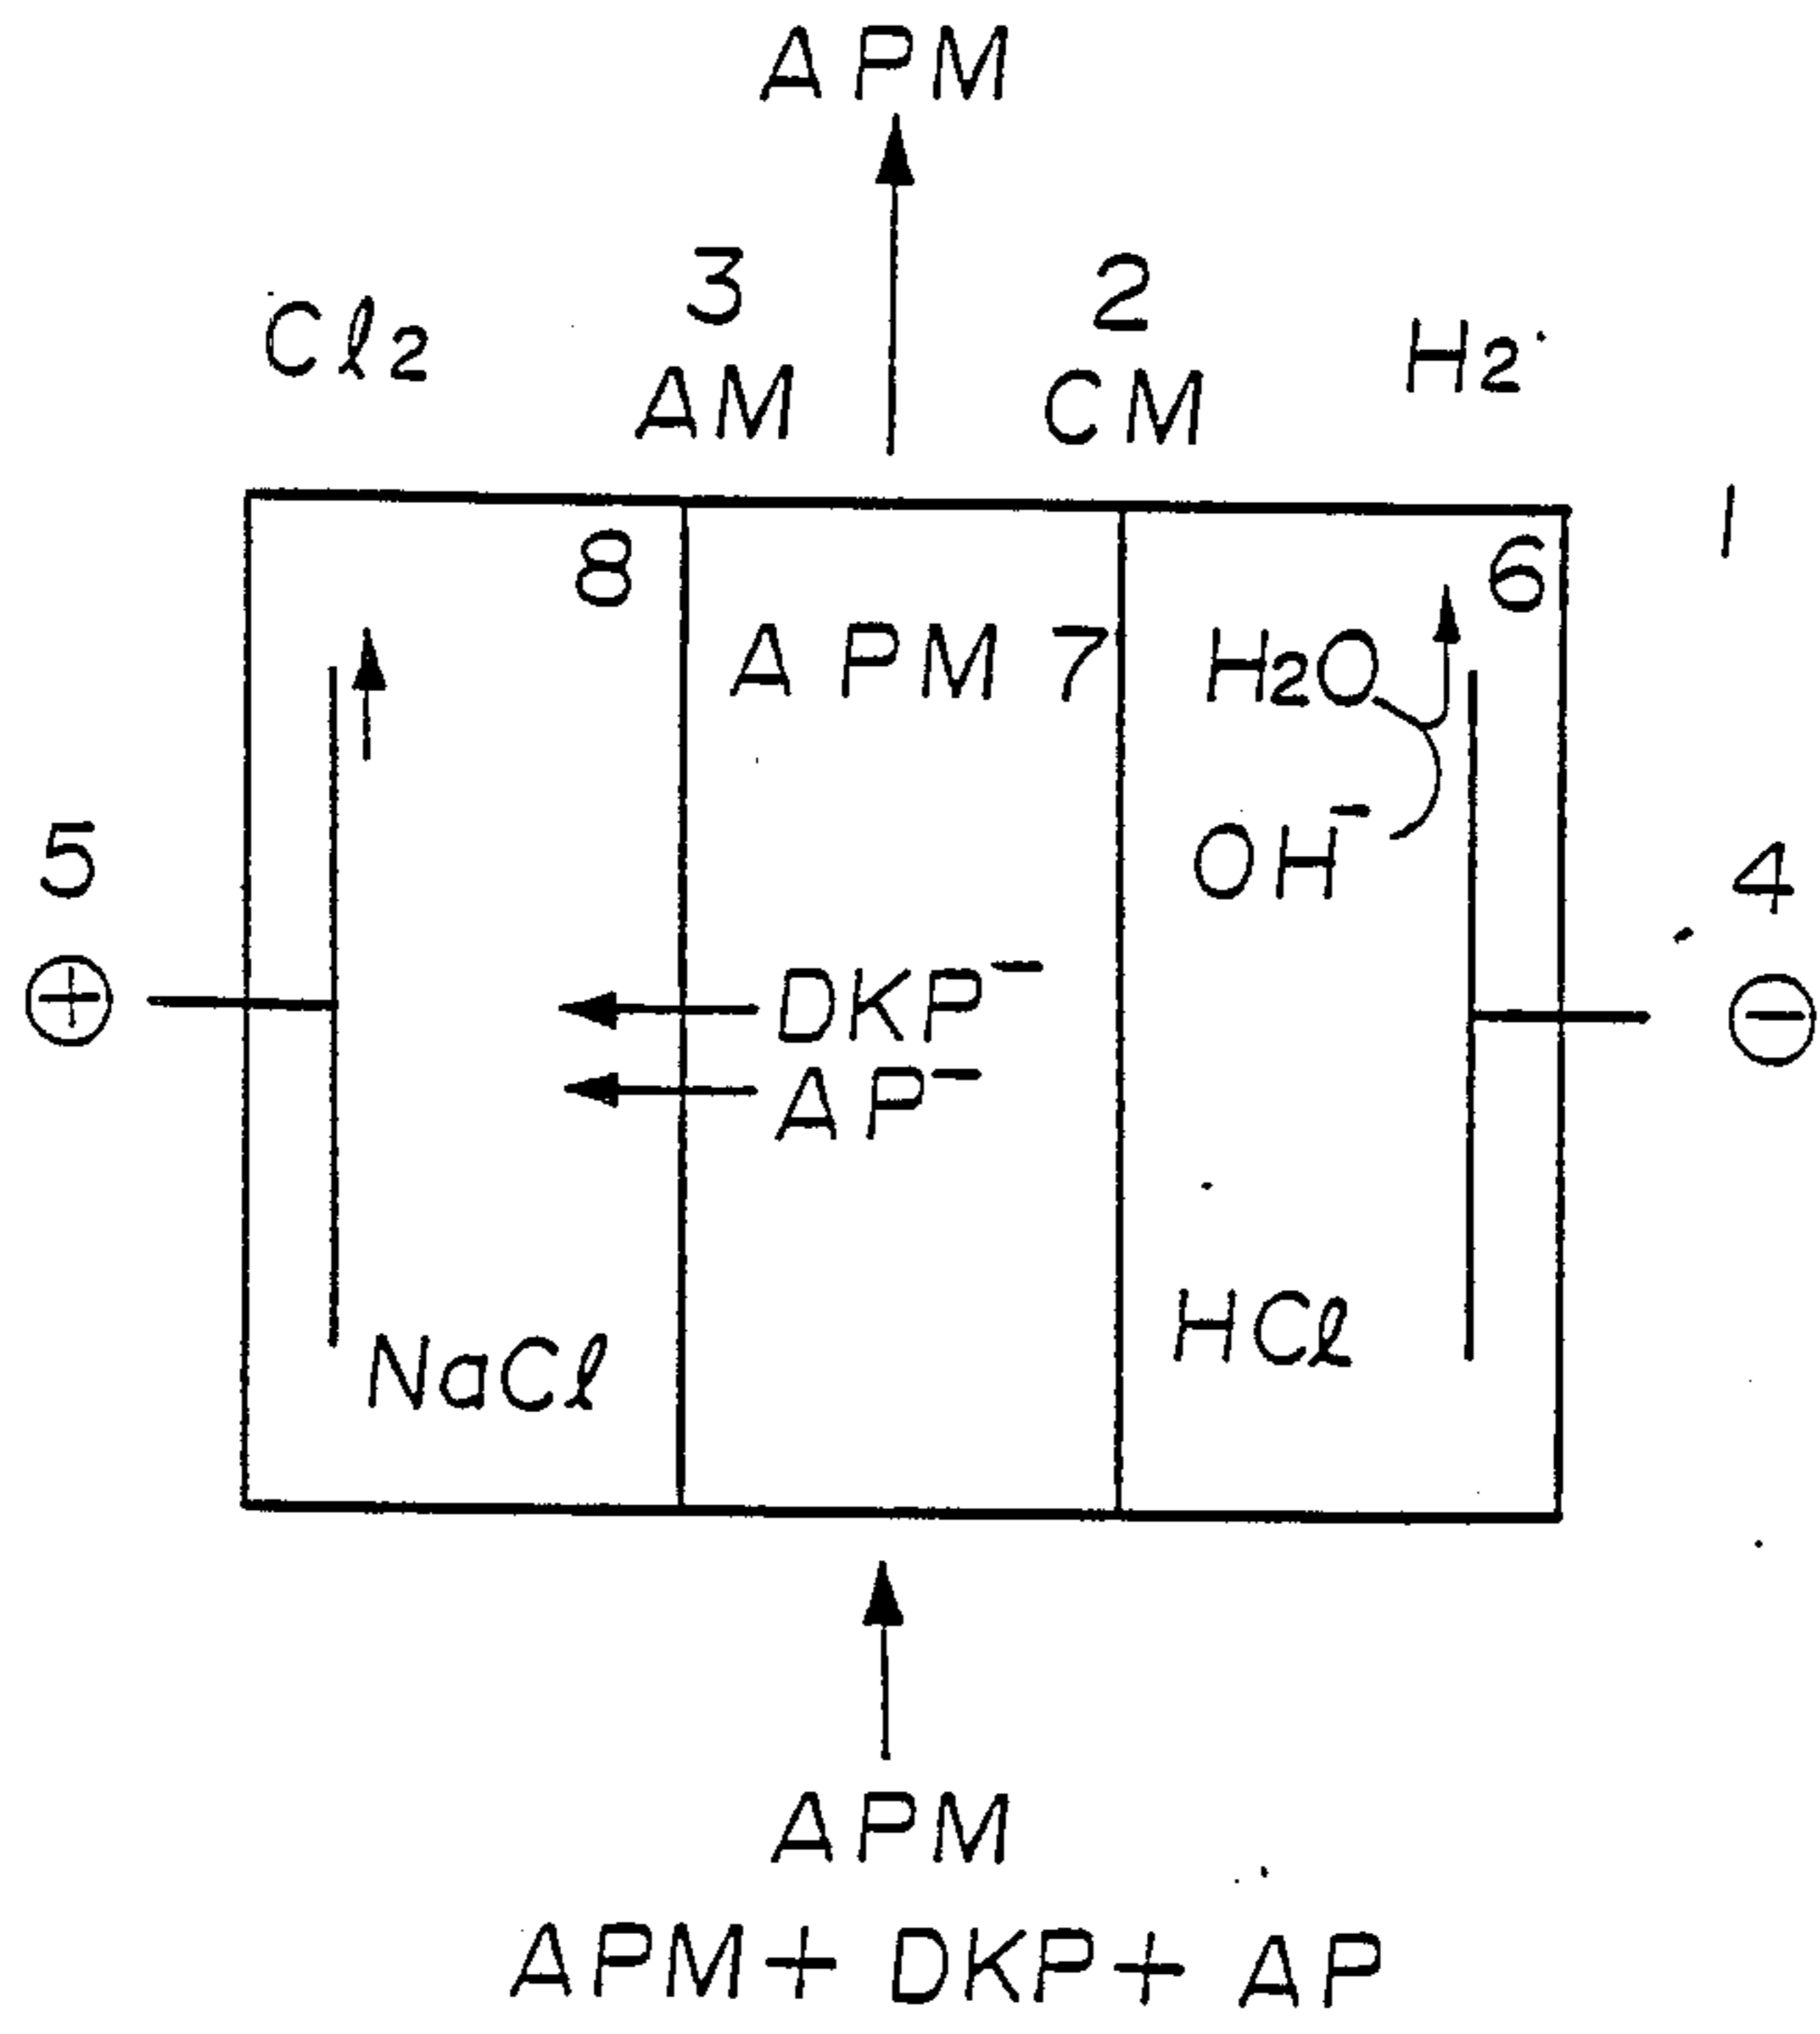 APM
3 2
Cl2 AM CM H2
1
8 6
APM 7 H2O
5 OH⁻ 4
⊕ DKP⁻ ⊖
AP⁻
NaCl HCl
APM
APM + DKP + AP